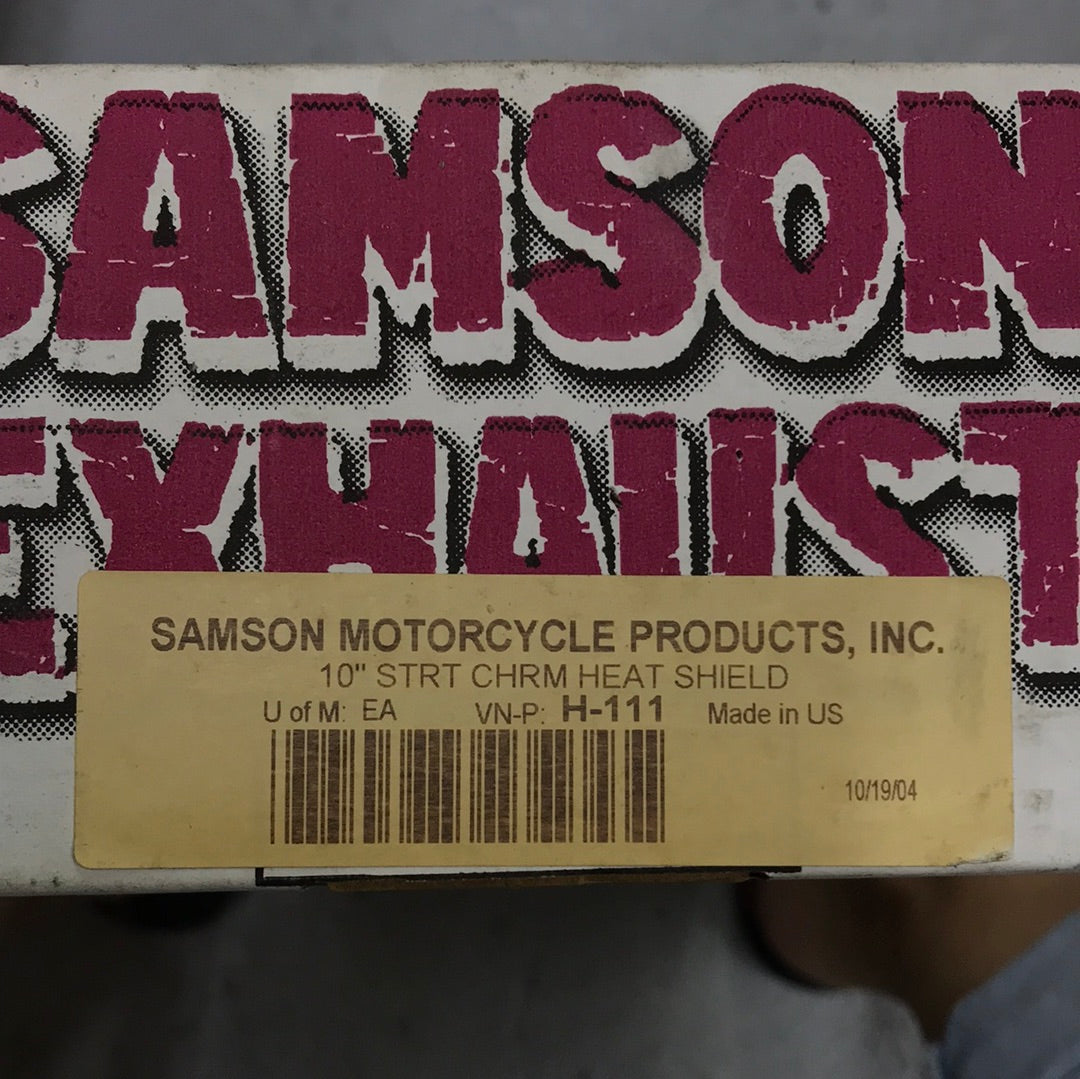 SAMSON
EXHAUST
SAMSON MOTORCYCLE PRODUCTS, INC.
10" STRT CHRM HEAT SHIELD
U of M: EA VN-P: H-111 Made in US
10/19/04